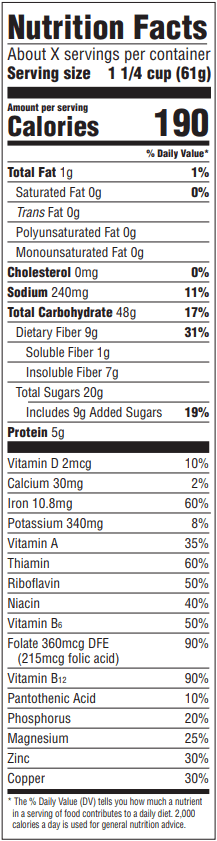 Nutrition Facts
About X servings per container
Serving size 1 1/4 cup (61g)
Amount per serving
Calories 190
% Daily Value*
Total Fat 1g 1%
Saturated Fat 0g 0%
Trans Fat 0g
Polyunsaturated Fat 0g
Monounsaturated Fat 0g
Cholesterol 0mg 0%
Sodium 240mg 11%
Total Carbohydrate 48g 17%
Dietary Fiber 9g 31%
Soluble Fiber 1g
Insoluble Fiber 7g
Total Sugars 20g
Includes 9g Added Sugars 19%
Protein 5g
Vitamin D 2mcg 10%
Calcium 30mg 2%
Iron 10.8mg 60%
Potassium 340mg 8%
Vitamin A 35%
Thiamin 60%
Riboflavin 50%
Niacin 40%
Vitamin B6 50%
Folate 360mcg DFE 90%
(215mcg folic acid)
Vitamin B12 90%
Pantothenic Acid 10%
Phosphorus 20%
Magnesium 25%
Zinc 30%
Copper 30%
* The % Daily Value (DV) tells you how much a nutrient
in a serving of food contributes to a daily diet. 2,000
calories a day is used for general nutrition advice.